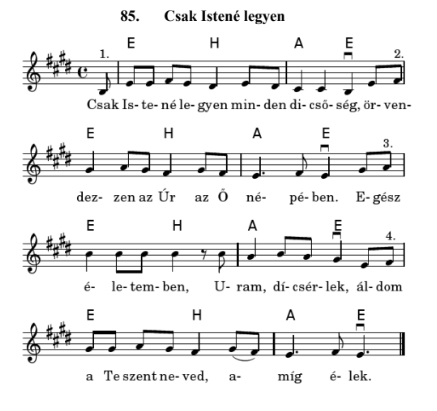 85. Csak Istené legyen
1. E H A E 2.
Csak Is- te- né le- gyen min- den di- cső- ség, ör- ven-
E H A E 3.
dez- zen az Úr az Ő né- pé- ben. E- gész
E H A E 4.
é- le- tem- ben, U- ram, dí- csér- lek, ál- dom
E H A E
a Te szent ne- ved, a- míg é- lek.